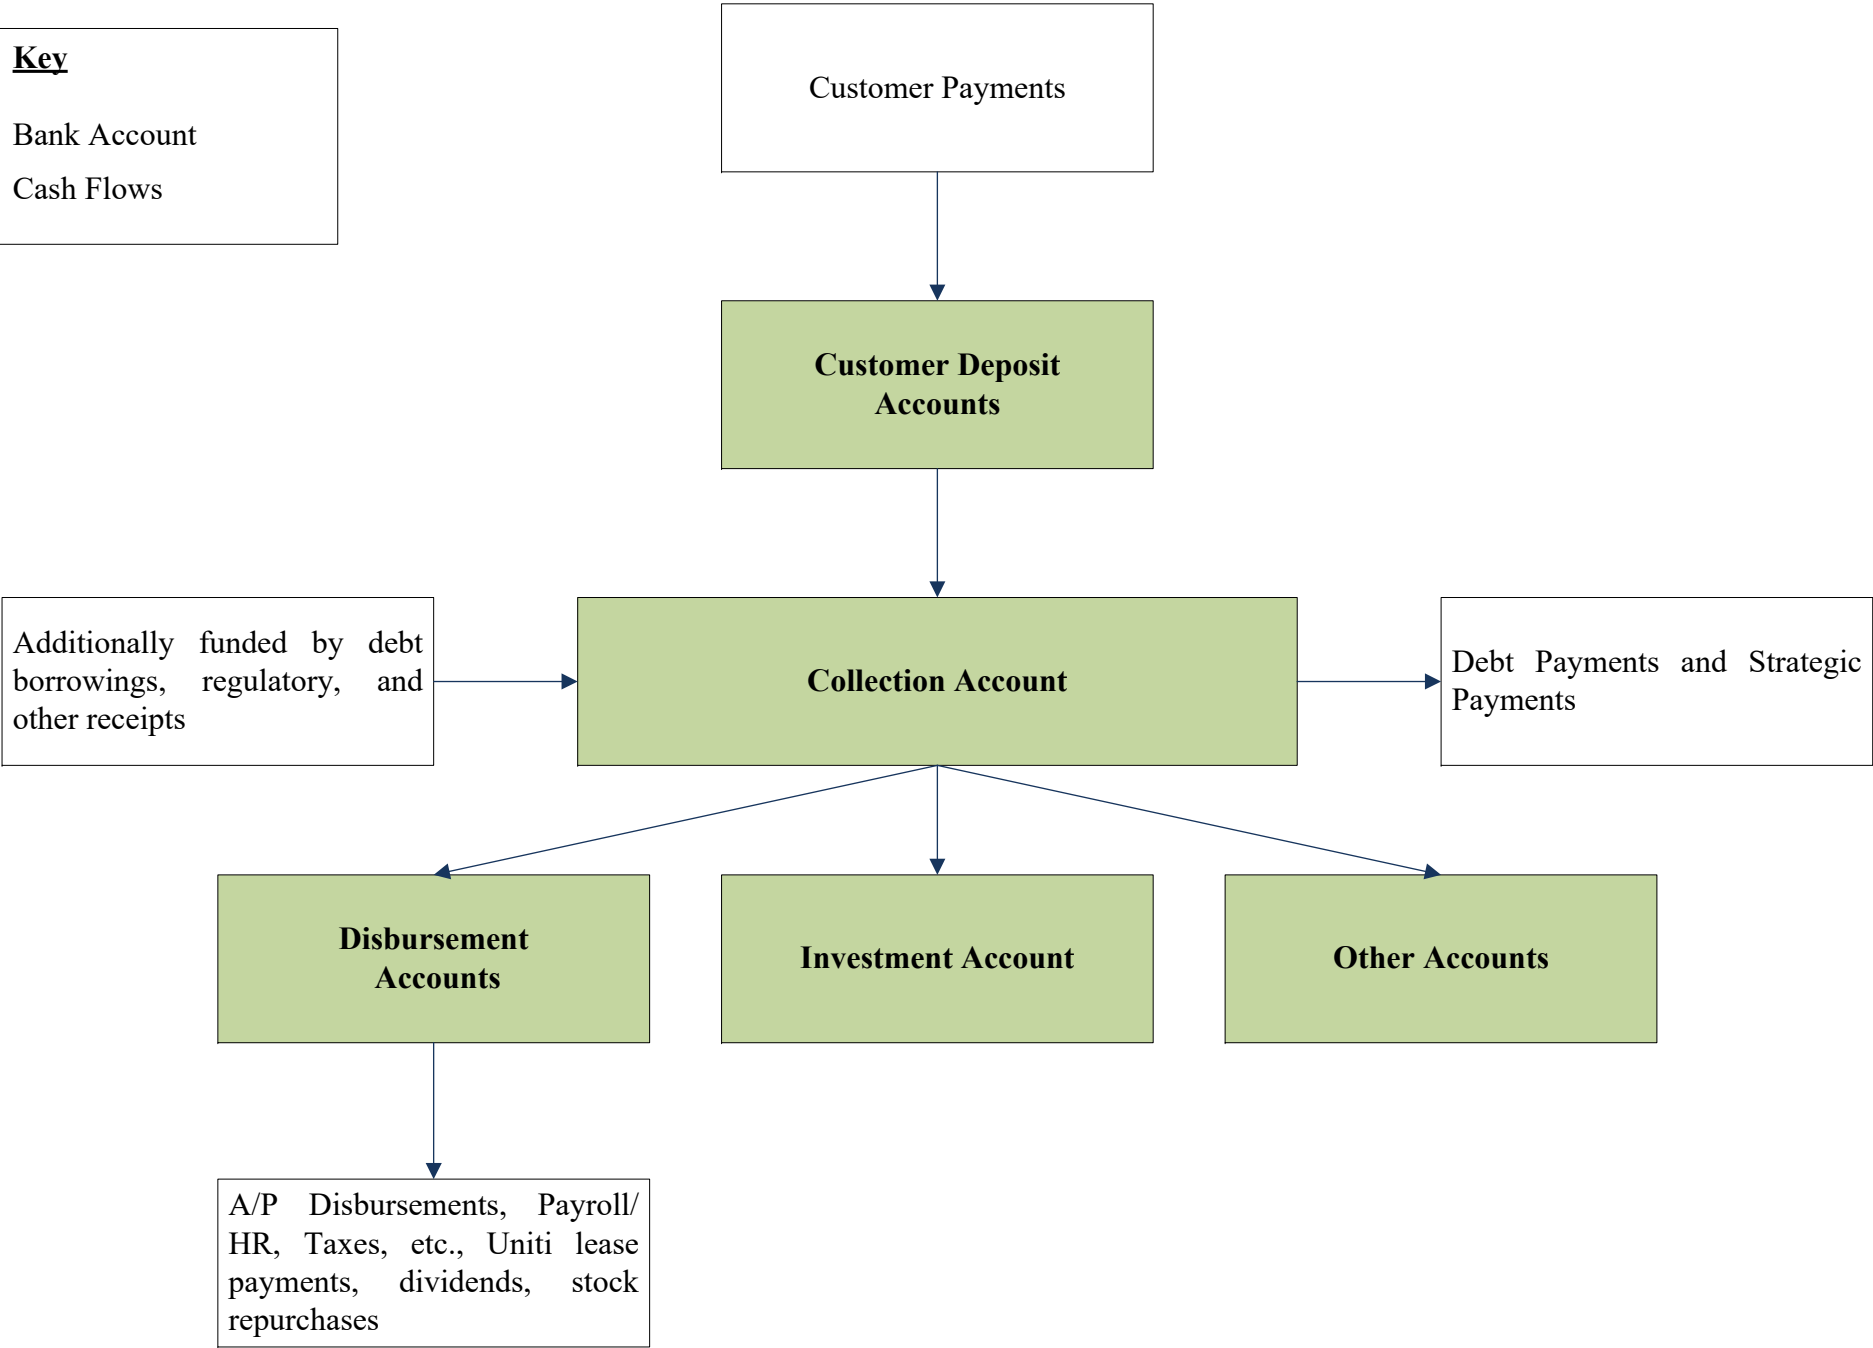 Key
Bank Account
Cash Flows
Customer Payments
Customer Deposit
Accounts
Additionally funded by debt
borrowings, regulatory, and
other receipts
Collection Account
Debt Payments and Strategic
Payments
Disbursement
Accounts
Investment Account
Other Accounts
A/P Disbursements, Payroll/
HR, Taxes, etc., Uniti lease
payments, dividends, stock
repurchases